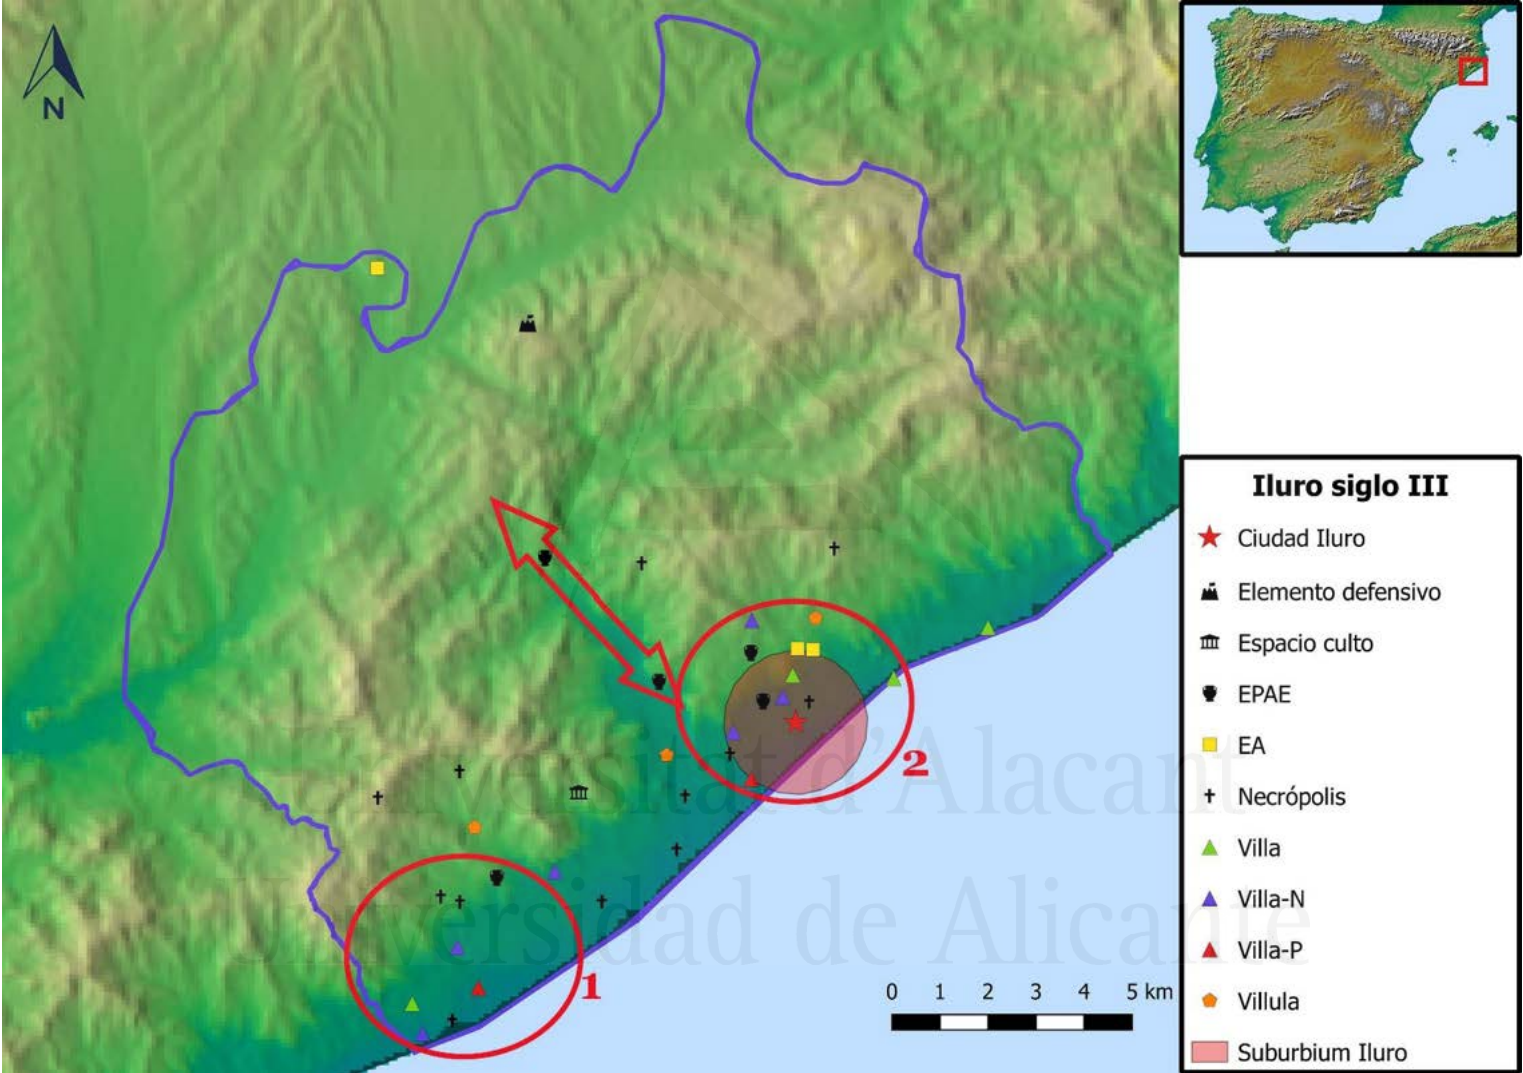 N
2
1
0 1 2 3 4 5 km
Universitat d'Alacant
Universidad de Alicante
Iluro siglo III
Ciudad Iluro
Elemento defensivo
Espacio culto
EPAE
EA
Necrópolis
Villa
Villa-N
Villa-P
Villula
Suburbium Iluro